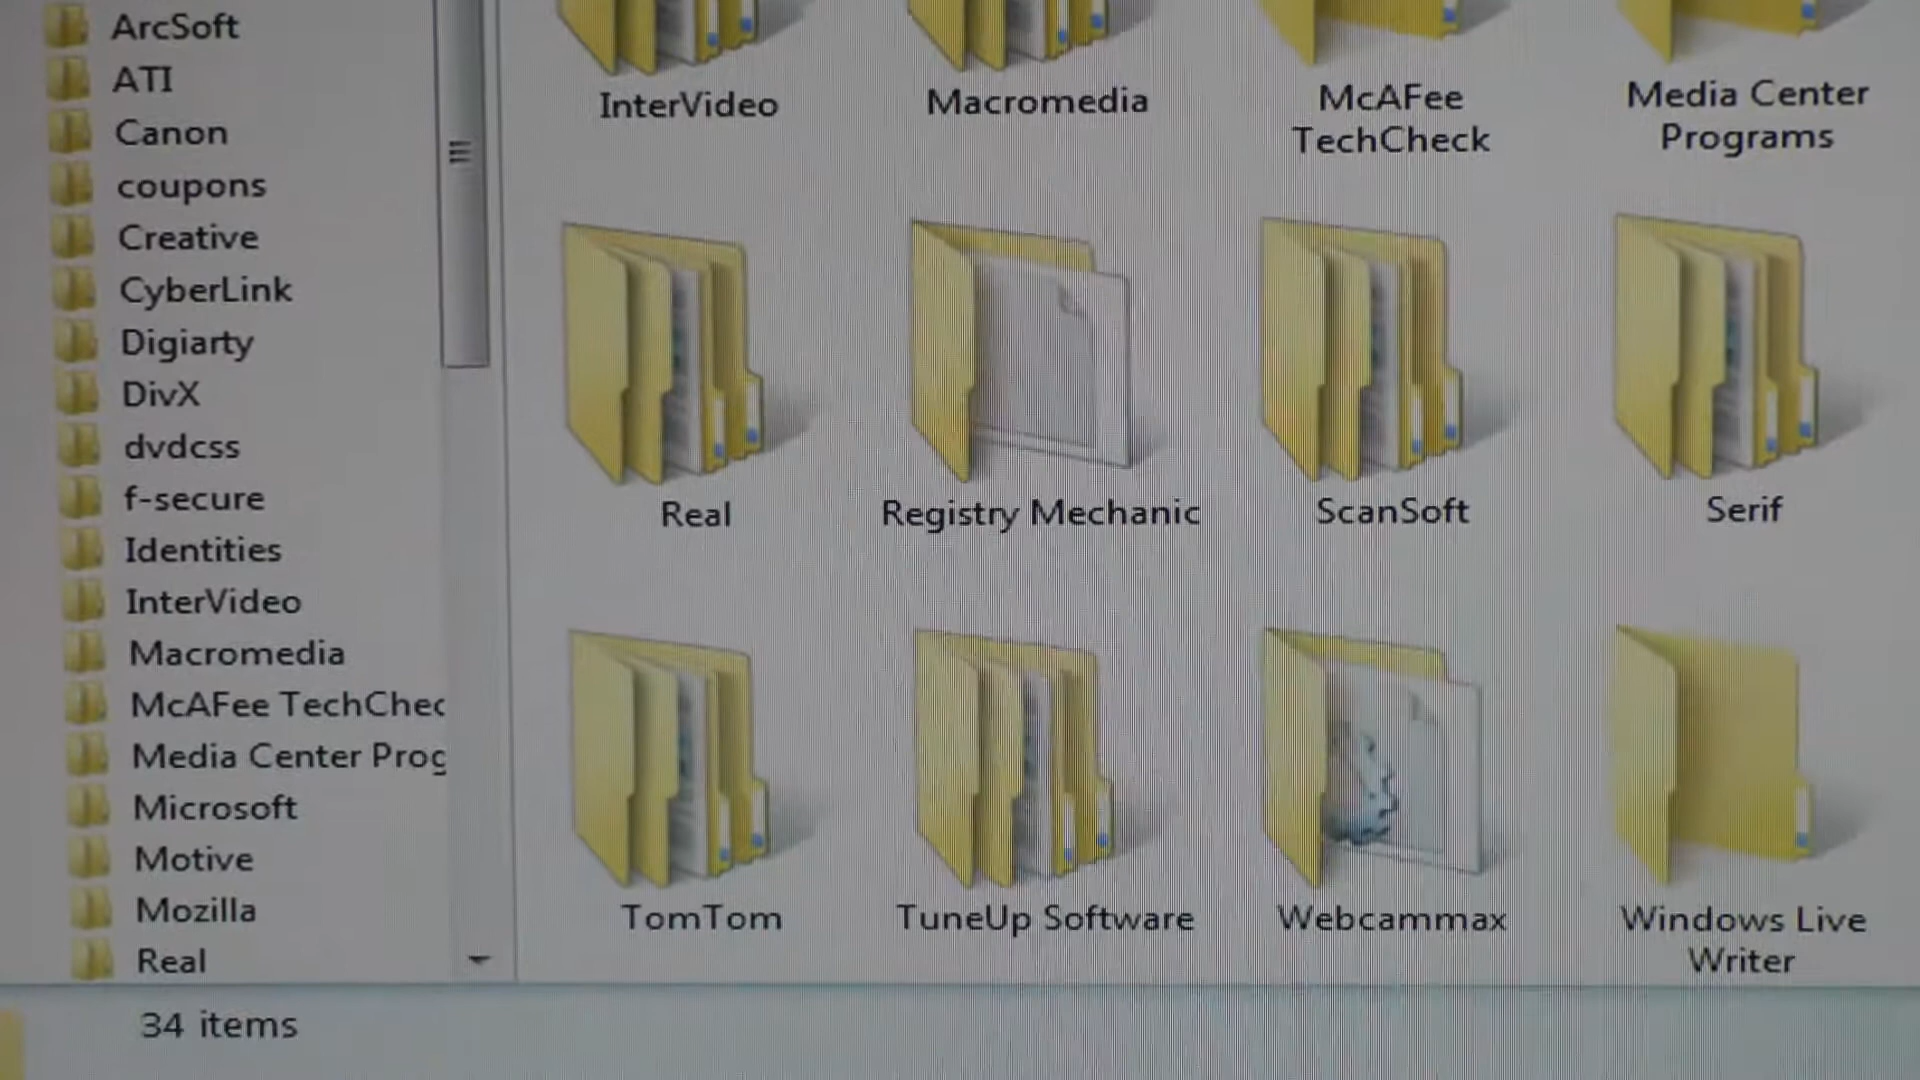 ArcSoft
ATI
Canon
coupons
Creative
CyberLink
Digiarty
DivX
dvdcss
f-secure
Identities
InterVideo
Macromedia
McAFee TechChec
Media Center Prog
Microsoft
Motive
Mozilla
Real
InterVideo
Macromedia
McAFee
TechCheck
Media Center
Programs
Real
Registry Mechanic
ScanSoft
Serif
TomTom
TuneUp Software
Webcammax
Windows Live
Writer
34 items